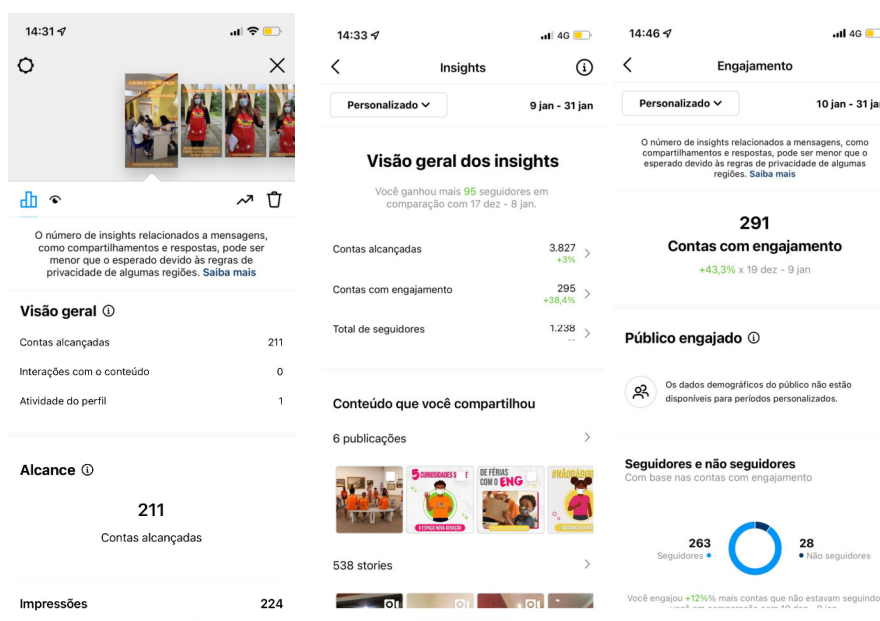 14:31
O número de insights relacionados a mensagens,
como compartilhamentos e respostas, pode ser
menor que o esperado devido às regras de
privacidade de algumas regiões. Saiba mais
Visão geral
Contas alcançadas 211
Interações com o conteúdo 0
Atividade do perfil 1
Alcance
211
Contas alcançadas
Impressões 224
14:33 4G
Insights
Personalizado 9 jan - 31 jan
Visão geral dos insights
Você ganhou mais 95 seguidores em
comparação com 17 dez - 8 jan.
Contas alcançadas 3.827
+3%
Contas com engajamento 295
+38,4%
Total de seguidores 1.238
--
Conteúdo que você compartilhou
6 publicações
5 CURIOSIDADES S
O ESPAÇO NOVA GERAÇÃO
DE FÉRIAS
COM O ENG
538 stories
14:46 4G
Engajamento
Personalizado 10 jan - 31 jan
O número de insights relacionados a mensagens, como
compartilhamentos e respostas, pode ser menor que o
esperado devido às regras de privacidade de algumas
regiões. Saiba mais
291
Contas com engajamento
+43,3% x 19 dez - 9 jan
Público engajado
Os dados demográficos do público não estão
disponíveis para períodos personalizados.
Seguidores e não seguidores
Com base nas contas com engajamento
263 28
Seguidores Não seguidores
Você engajou +12%% mais contas que não estavam seguindo